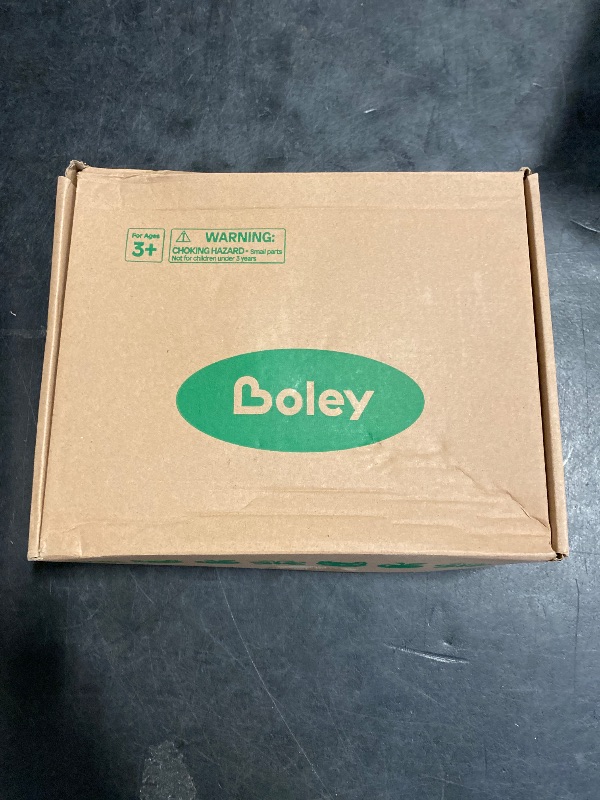 For Ages
3+
WARNING:
CHOKING HAZARD - Small parts
Not for children under 3 years
Boley